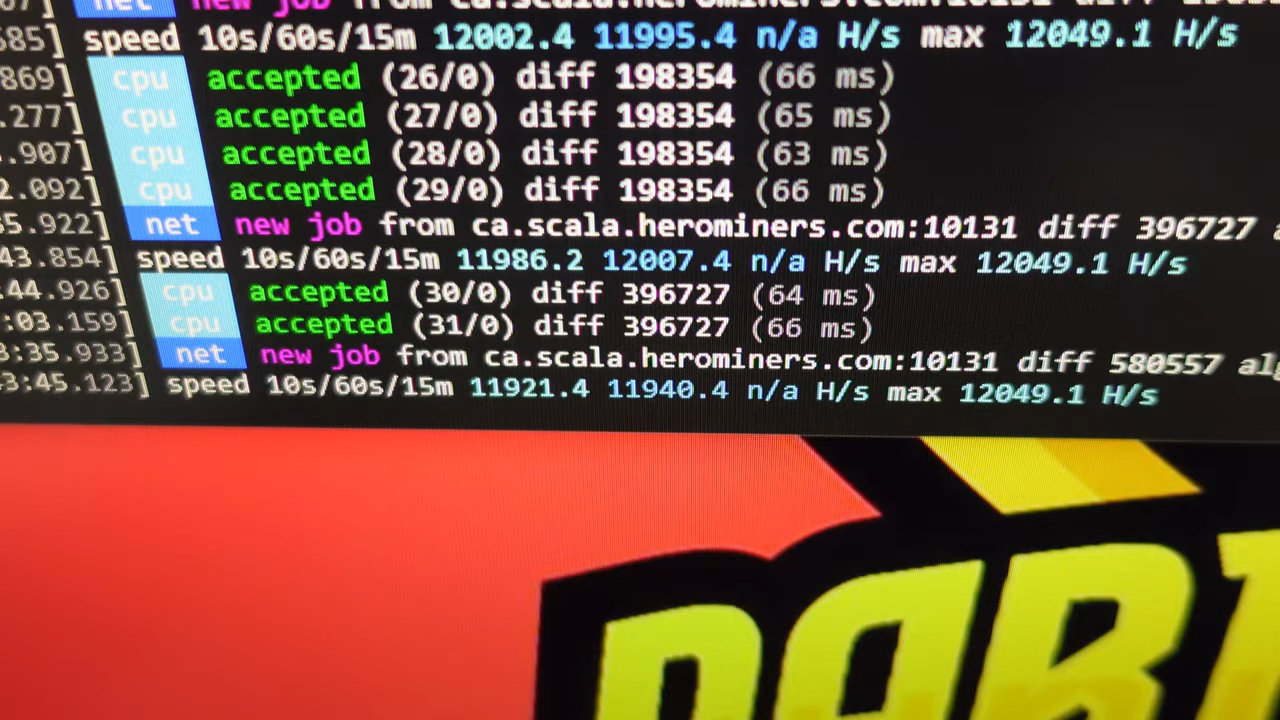 net new job from ca.scala.herominers.com:10131 diff
585] speed 10s/60s/15m 12002.4 11995.4 n/a H/s max 12049.1 H/s
869] cpu accepted (26/0) diff 198354 (66 ms)
.277] cpu accepted (27/0) diff 198354 (65 ms)
.907] cpu accepted (28/0) diff 198354 (63 ms)
2.092] cpu accepted (29/0) diff 198354 (66 ms)
35.922] net new job from ca.scala.herominers.com:10131 diff 396727 a
43.854] speed 10s/60s/15m 11986.2 12007.4 n/a H/s max 12049.1 H/s
:44.926] cpu accepted (30/0) diff 396727 (64 ms)
:03.159] cpu accepted (31/0) diff 396727 (66 ms)
3:35.933] net new job from ca.scala.herominers.com:10131 diff 580557 alg
3:45.123] speed 10s/60s/15m 11921.4 11940.4 n/a H/s max 12049.1 H/s